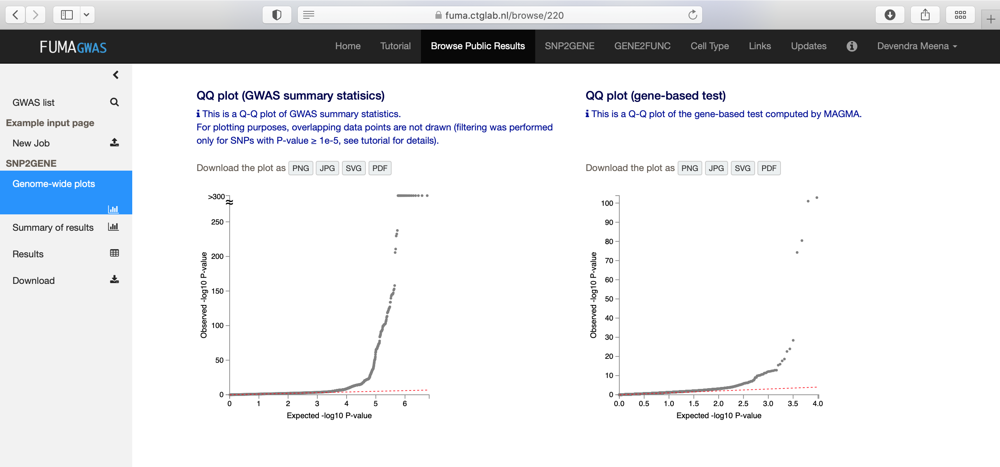 fuma.ctglab.nl/browse/220
FUMAGWAS
Home
Tutorial
Browse Public Results
SNP2GENE
GENE2FUNC
Cell Type
Links
Updates
Devendra Meena
GWAS list
Example input page
New Job
SNP2GENE
Genome-wide plots
Summary of results
Results
Download
QQ plot (GWAS summary statisics)
This is a Q-Q plot of GWAS summary statistics.
For plotting purposes, overlapping data points are not drawn (filtering was performed
only for SNPs with P-value ≥ 1e-5, see tutorial for details).
Download the plot as PNG JPG SVG PDF
>300
250
200
150
100
50
0
Observed -log10 P-value
0 1 2 3 4 5 6
Expected -log10 P-value
QQ plot (gene-based test)
This is a Q-Q plot of the gene-based test computed by MAGMA.
Download the plot as PNG JPG SVG PDF
100
90
80
70
60
50
40
30
20
10
0
Observed -log10 P-value
0.0 0.5 1.0 1.5 2.0 2.5 3.0 3.5 4.0
Expected -log10 P-value